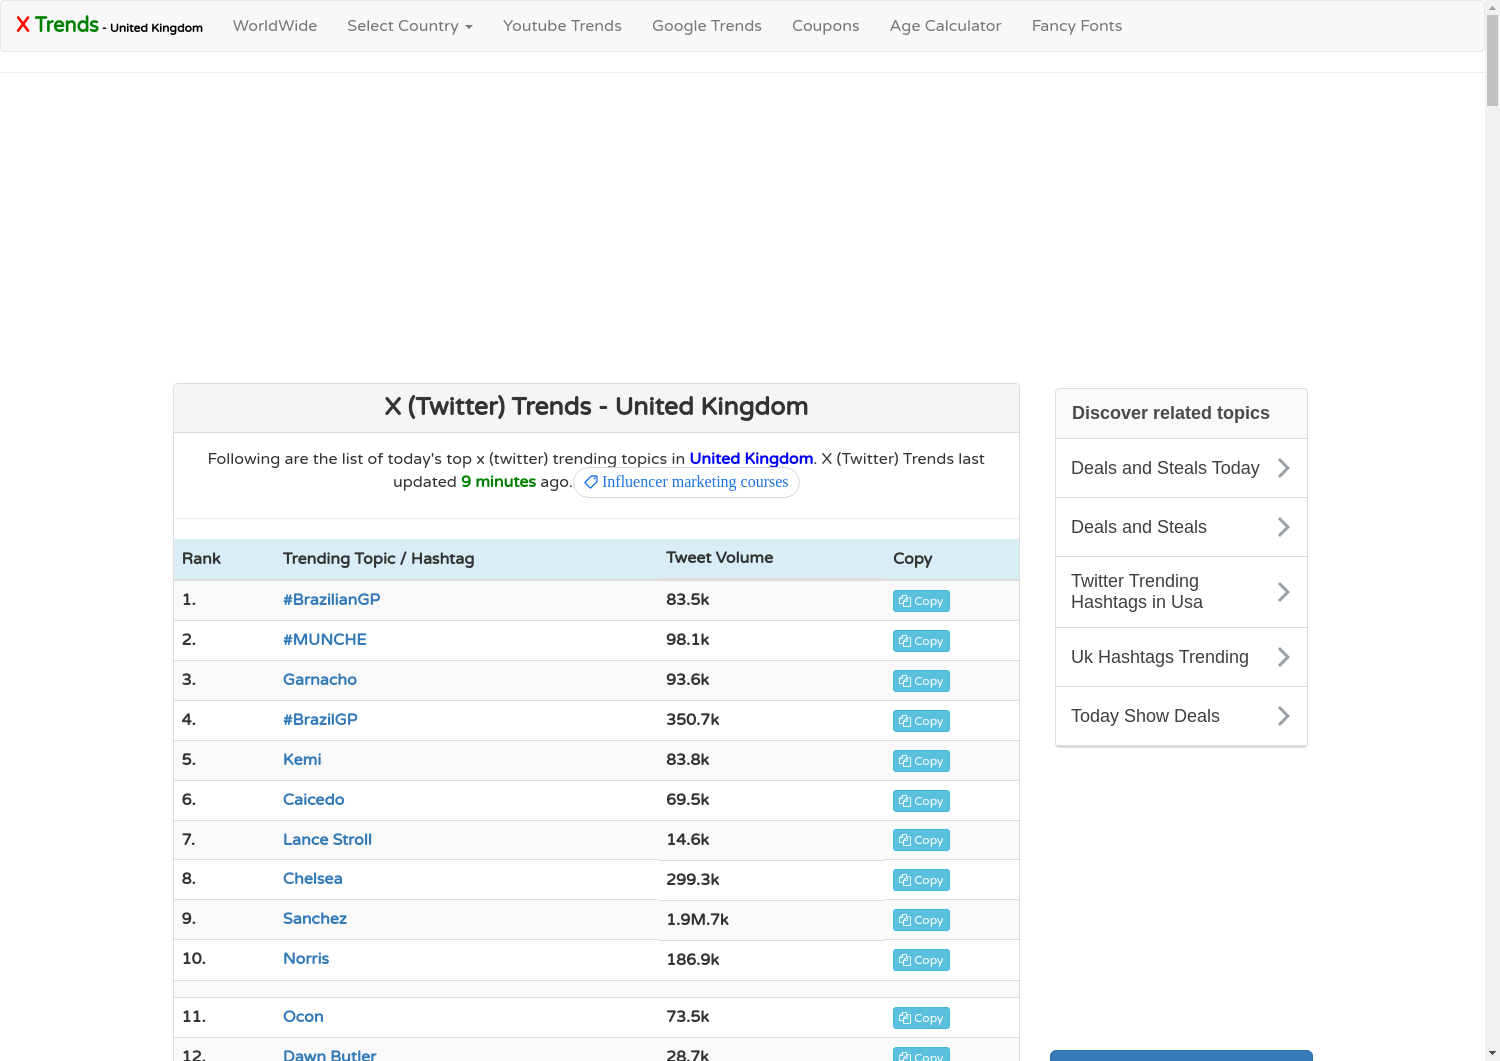 X Trends - United Kingdom WorldWide Select Country Youtube Trends Google Trends Coupons Age Calculator Fancy Fonts
X (Twitter) Trends - United Kingdom
Following are the list of today's top x (twitter) trending topics in United Kingdom. X (Twitter) Trends last
updated 9 minutes ago. Influencer marketing courses
Rank Trending Topic / Hashtag Tweet Volume Copy
1. #BrazilianGP 83.5k Copy
2. #MUNCHE 98.1k Copy
3. Garnacho 93.6k Copy
4. #BrazilGP 350.7k Copy
5. Kemi 83.8k Copy
6. Caicedo 69.5k Copy
7. Lance Stroll 14.6k Copy
8. Chelsea 299.3k Copy
9. Sanchez 1.9M.7k Copy
10. Norris 186.9k Copy
11. Ocon 73.5k Copy
12. Dawn Butler 28.7k Copy
Discover related topics
Deals and Steals Today
Deals and Steals
Twitter Trending
Hashtags in Usa
Uk Hashtags Trending
Today Show Deals